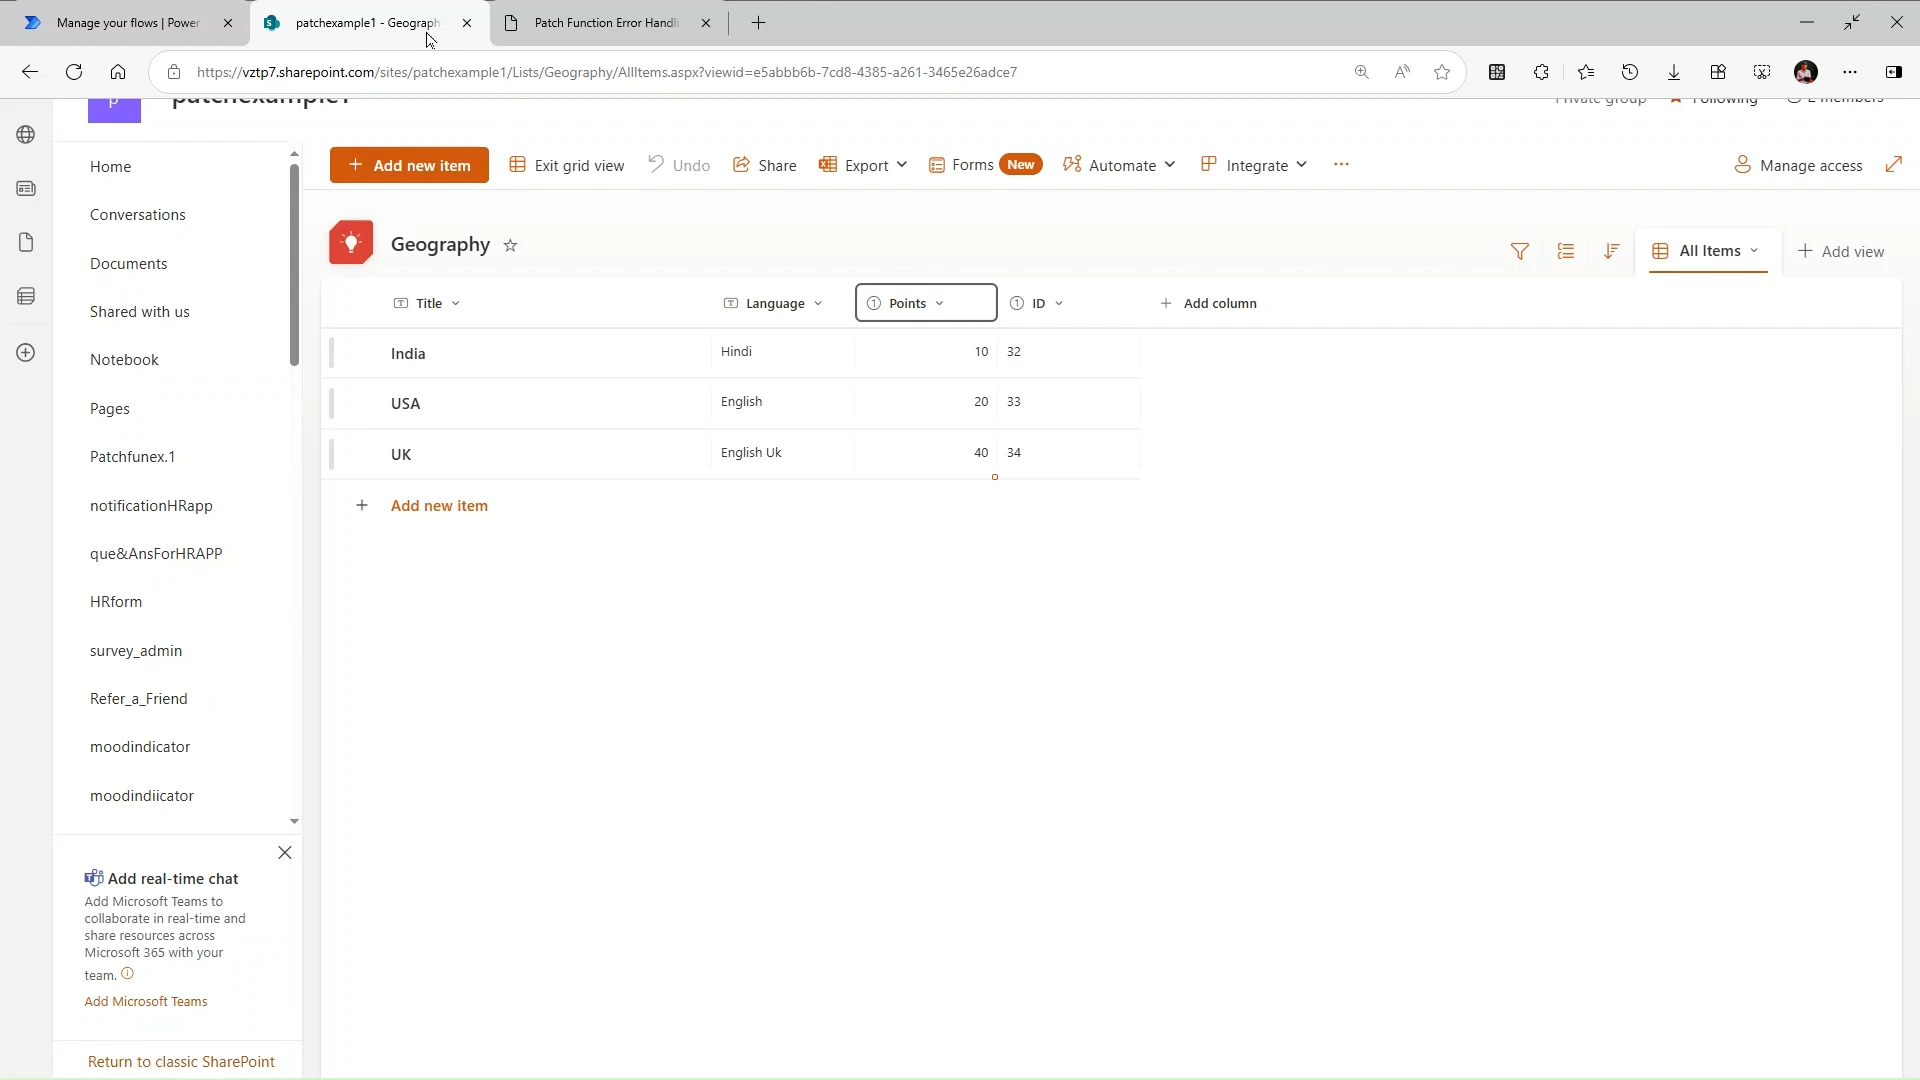 Manage your flows | Power
patchexample1 - Geograph
Patch Function Error Handli
https://vztp7.sharepoint.com/sites/patchexample1/Lists/Geography/AllItems.aspx?viewid=e5abbb6b-7cd8-4385-a261-3465e26adce7
p
patchexample1
Private group
Following
2 members
Home
Conversations
Documents
Shared with us
Notebook
Pages
Patchfunex.1
notificationHRapp
que&AnsForHRAPP
HRform
survey_admin
Refer_a_Friend
moodindicator
moodindiicator
Add real-time chat
Add Microsoft Teams to
collaborate in real-time and
share resources across
Microsoft 365 with your
team.
Add Microsoft Teams
Return to classic SharePoint
Add new item
Exit grid view
Undo
Share
Export
Forms
New
Automate
Integrate
Manage access
Geography
All Items
Add view
Title
Language
Points
ID
Add column
India
Hindi
10
32
USA
English
20
33
UK
English Uk
40
34
Add new item